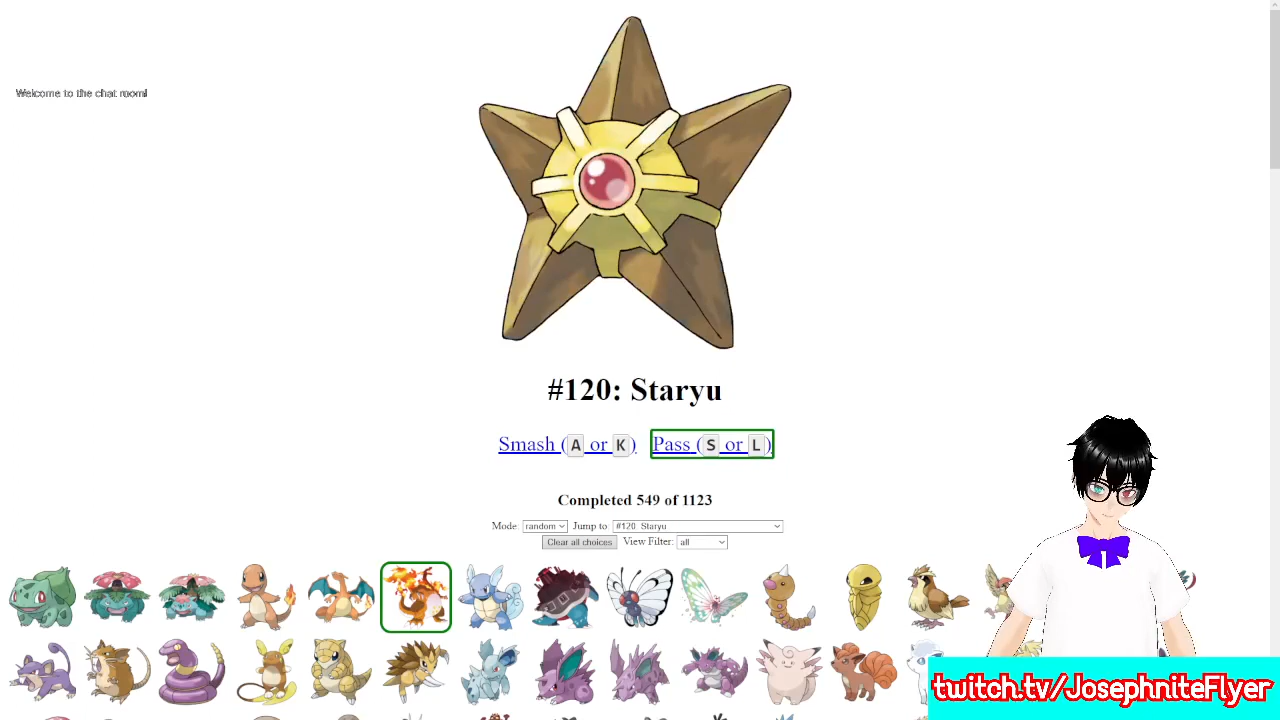 Welcome to the chat room!
#120: Staryu
Smash (A or K) Pass (S or L)
Completed 549 of 1123
Mode: random Jump to: #120 Staryu
Clear all choices View Filter: all
twitch.tv/JosephniteFlyer